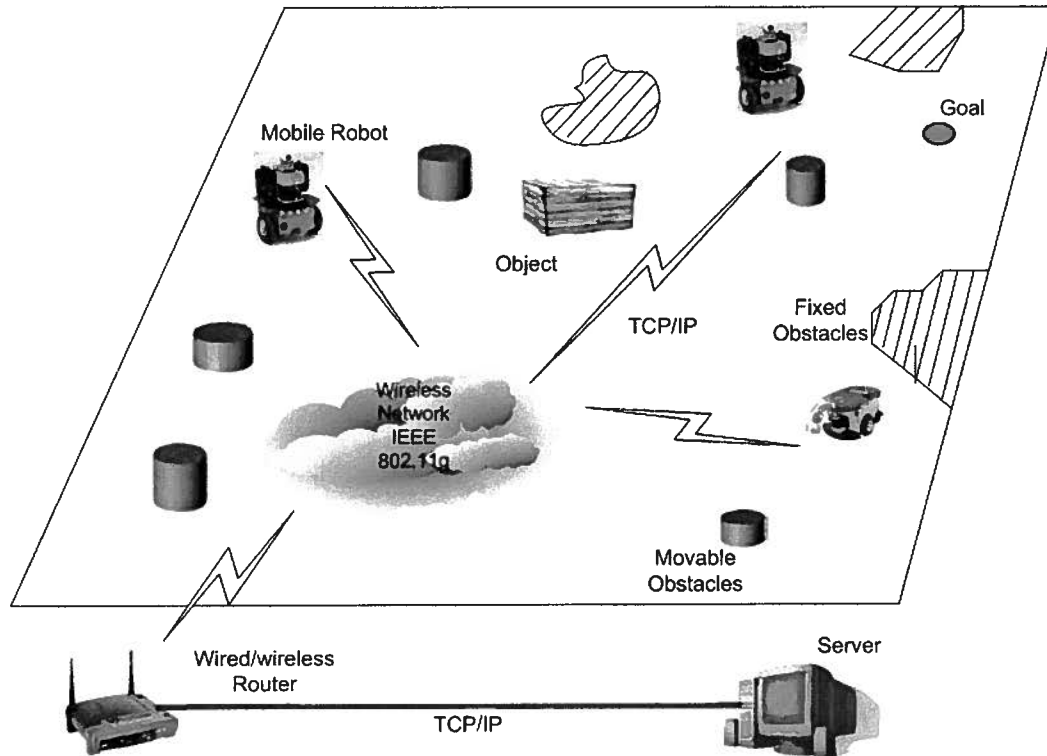 Goal
Mobile Robot
Object
TCP/IP
Fixed
Obstacles
Wireless
Network
IEEE
802.11g
Movable
Obstacles
Wired/wireless
Router
Server
TCP/IP